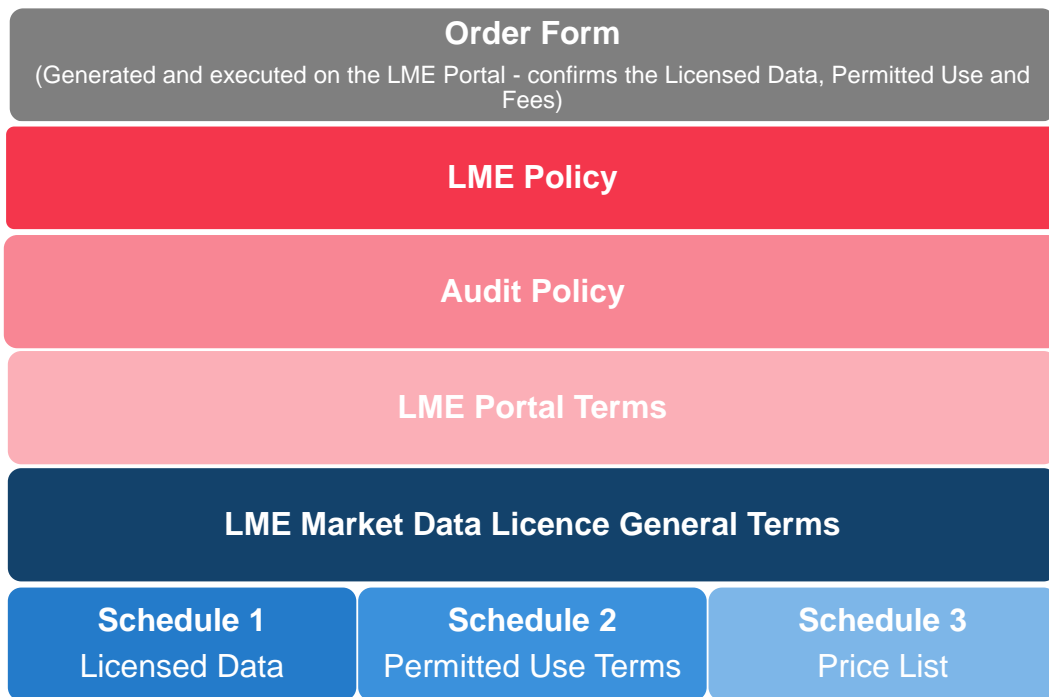 Order Form
(Generated and executed on the LME Portal - confirms the Licensed Data, Permitted Use and
Fees)
LME Policy
Audit Policy
LME Portal Terms
LME Market Data Licence General Terms
Schedule 1
Licensed Data
Schedule 2
Permitted Use Terms
Schedule 3
Price List